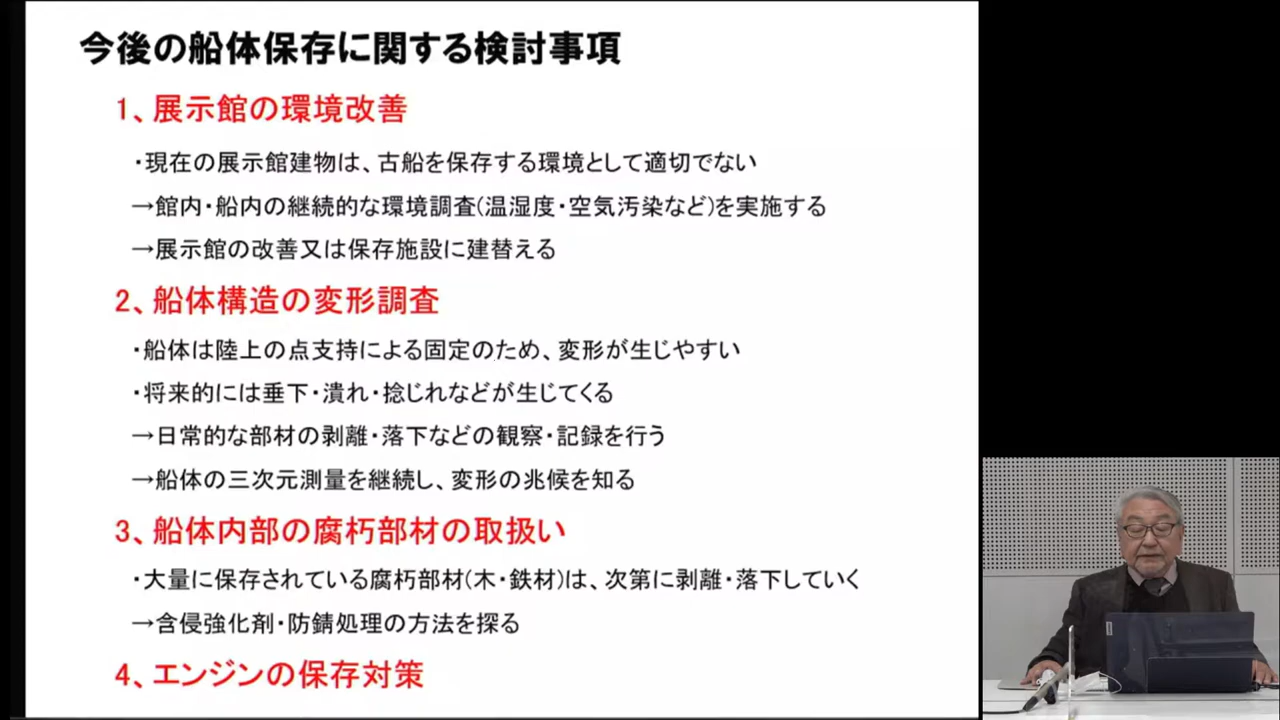 今後の船体保存に関する検討事項
1、展示館の環境改善
・現在の展示館建物は、古船を保存する環境として適切でない
→館内・船内の継続的な環境調査(温湿度・空気汚染など)を実施する
→展示館の改善又は保存施設に建替える
2、船体構造の変形調査
・船体は陸上の点支持による固定のため、変形が生じやすい
・将来的には垂下・潰れ・捻じれなどが生じてくる
→日常的な部材の剥離・落下などの観察・記録を行う
→船体の三次元測量を継続し、変形の兆候を知る
3、船体内部の腐朽部材の取扱い
・大量に保存されている腐朽部材(木・鉄材)は、次第に剥離・落下していく
→含侵強化剤・防錆処理の方法を探る
4、エンジンの保存対策